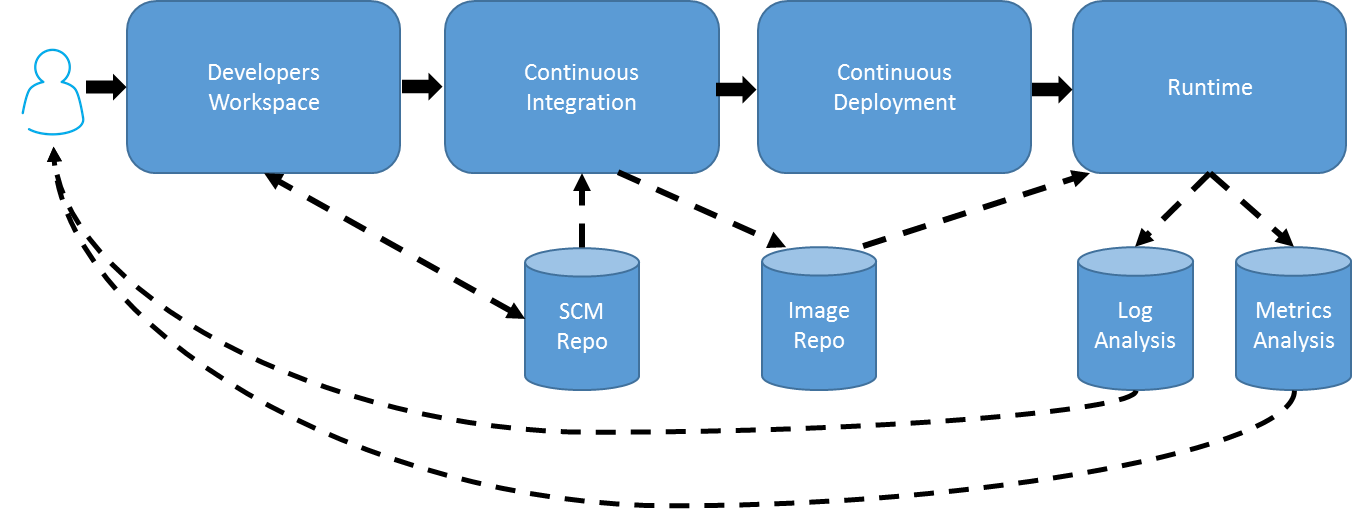 Developers
Workspace
Continuous
Integration
Continuous
Deployment
Runtime
SCM
Repo
Image
Repo
Log
Analysis
Metrics
Analysis